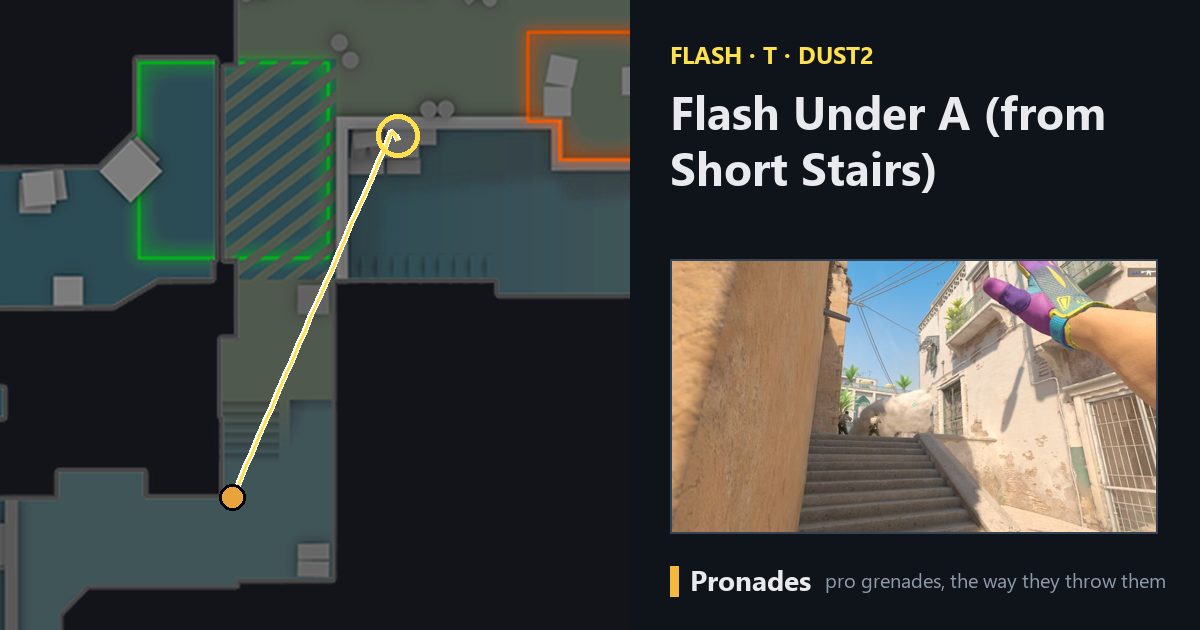 FLASH · T · DUST2
Flash Under A (from
Short Stairs)
Pronades pro grenades, the way they throw them